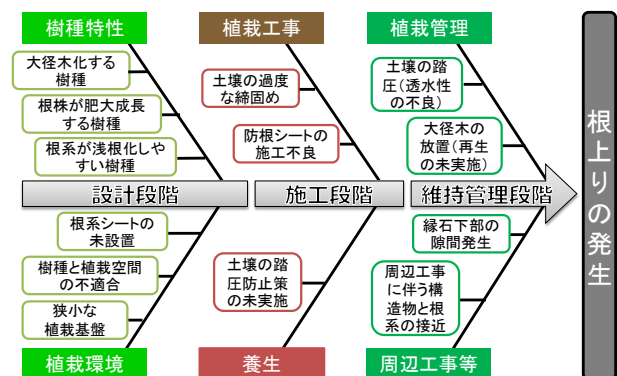 樹種特性
植栽工事
植栽管理
大径木化する
樹種
根株が肥大成長
する樹種
根系が浅根化しや
すい樹種
土壌の過度
な締固め
防根シートの
施工不良
土壌の踏
圧(透水性
の不良)
大径木の
放置(再生
の未実施)
設計段階
施工段階
維持管理段階
根上りの発生
根系シートの
未設置
樹種と植栽空間
の不適合
狭小な
植栽基盤
土壌の踏
圧防止策
の未実施
縁石下部の
隙間発生
周辺工事
に伴う構
造物と根
系の接近
植栽環境
養生
周辺工事等